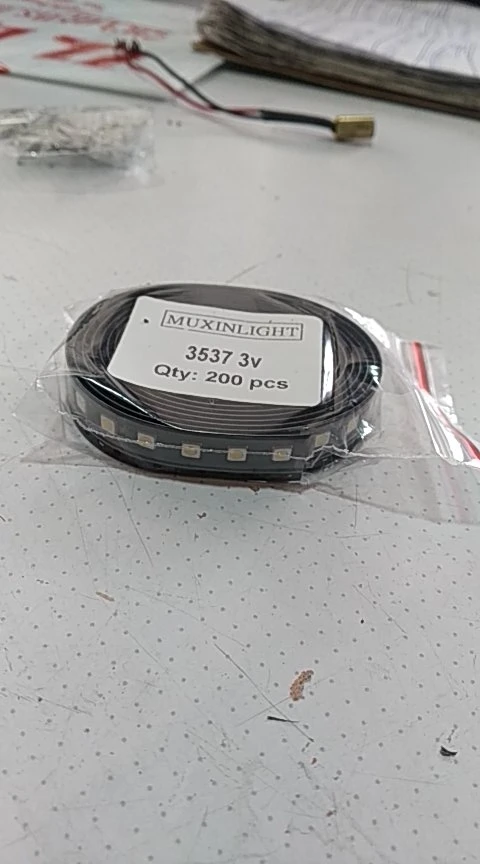 MUXINLIGHT
3537 3v
Qty: 200 pcs